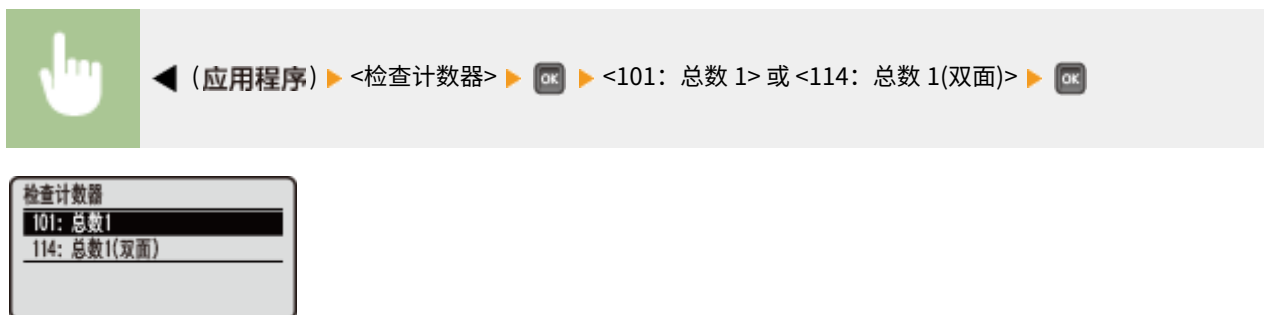 ◀ (应用程序) ▶ <检查计数器> ▶ OK ▶ <101：总数 1> 或 <114：总数 1(双面)> ▶ OK
检查计数器
101: 总数1
114: 总数1(双面)